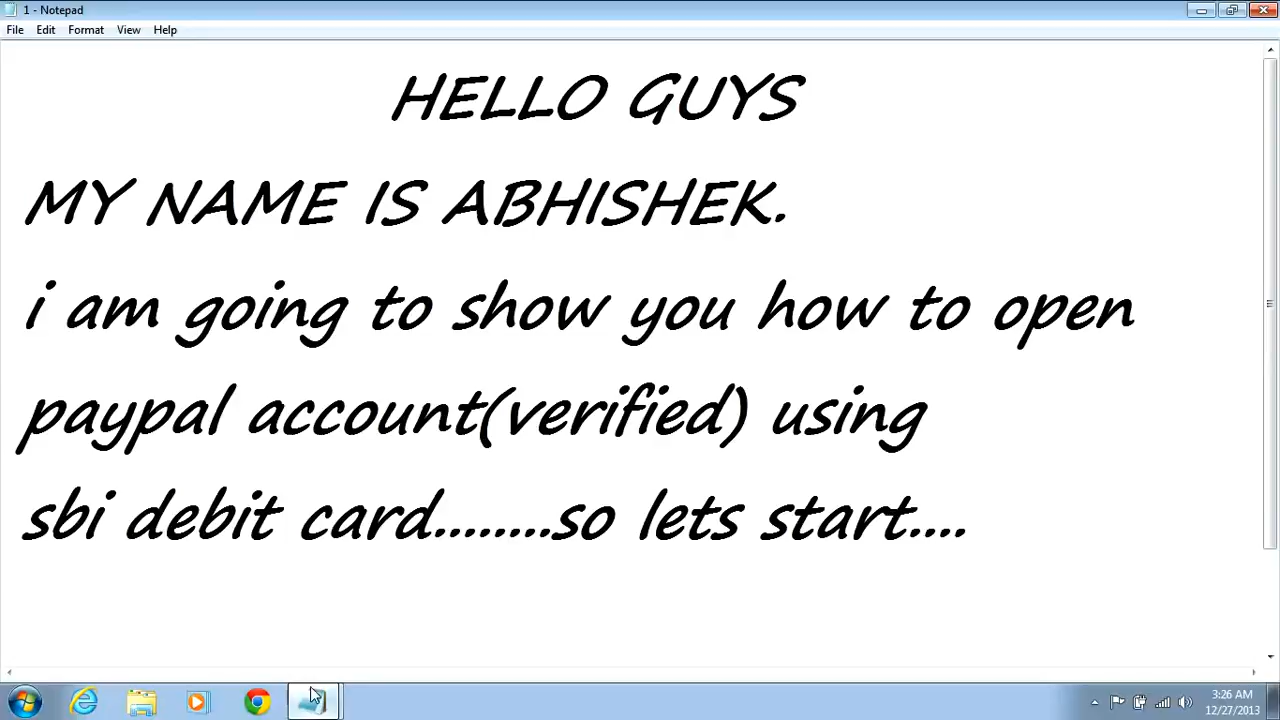 1 - Notepad
File Edit Format View Help
HELLO GUYS
MY NAME IS ABHISHEK.
i am going to show you how to open
paypal account(verified) using
sbi debit card........so lets start....
3:26 AM
12/27/2013